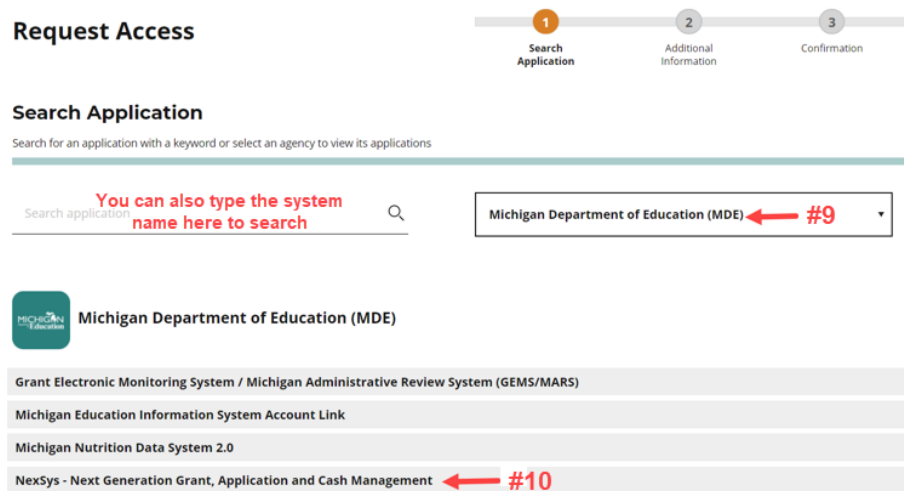 Request Access
1
2
3
Search
Application
Additional
Information
Confirmation
Search Application
Search for an application with a keyword or select an agency to view its applications
Search application
You can also type the system
name here to search
Michigan Department of Education (MDE)
#9
MICHIGAN
Education
Michigan Department of Education (MDE)
Grant Electronic Monitoring System / Michigan Administrative Review System (GEMS/MARS)
Michigan Education Information System Account Link
Michigan Nutrition Data System 2.0
NexSys - Next Generation Grant, Application and Cash Management
#10